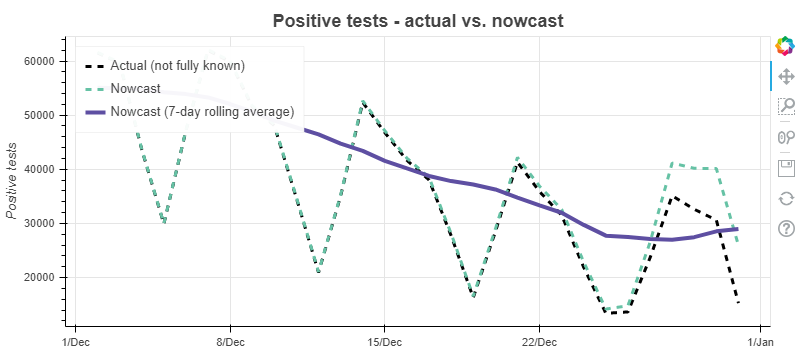 Positive tests - actual vs. nowcast
Actual (not fully known)
Nowcast
Nowcast (7-day rolling average)
Positive tests
60000
50000
40000
30000
20000
1/Dec
8/Dec
15/Dec
22/Dec
1/Jan